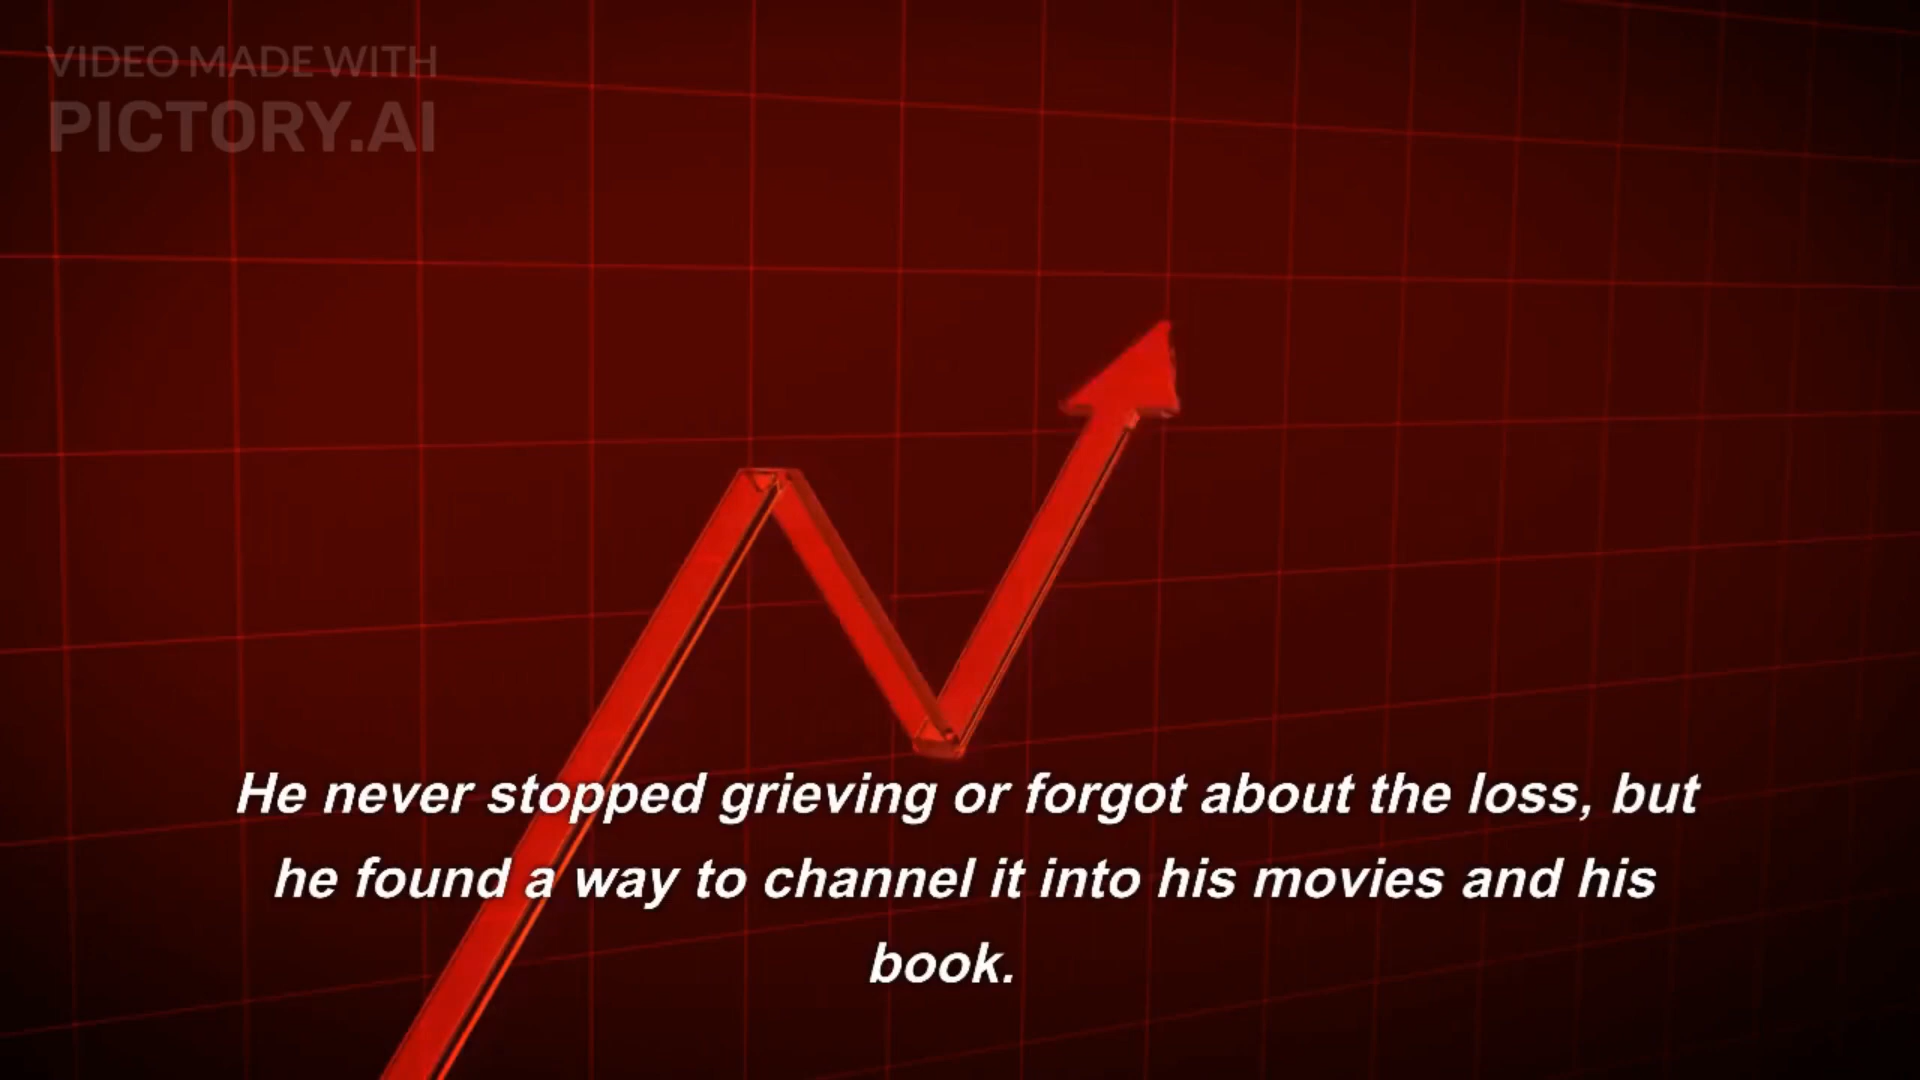 VIDEO MADE WITH
PICTORY.AI
He never stopped grieving or forgot about the loss, but
he found a way to channel it into his movies and his
book.